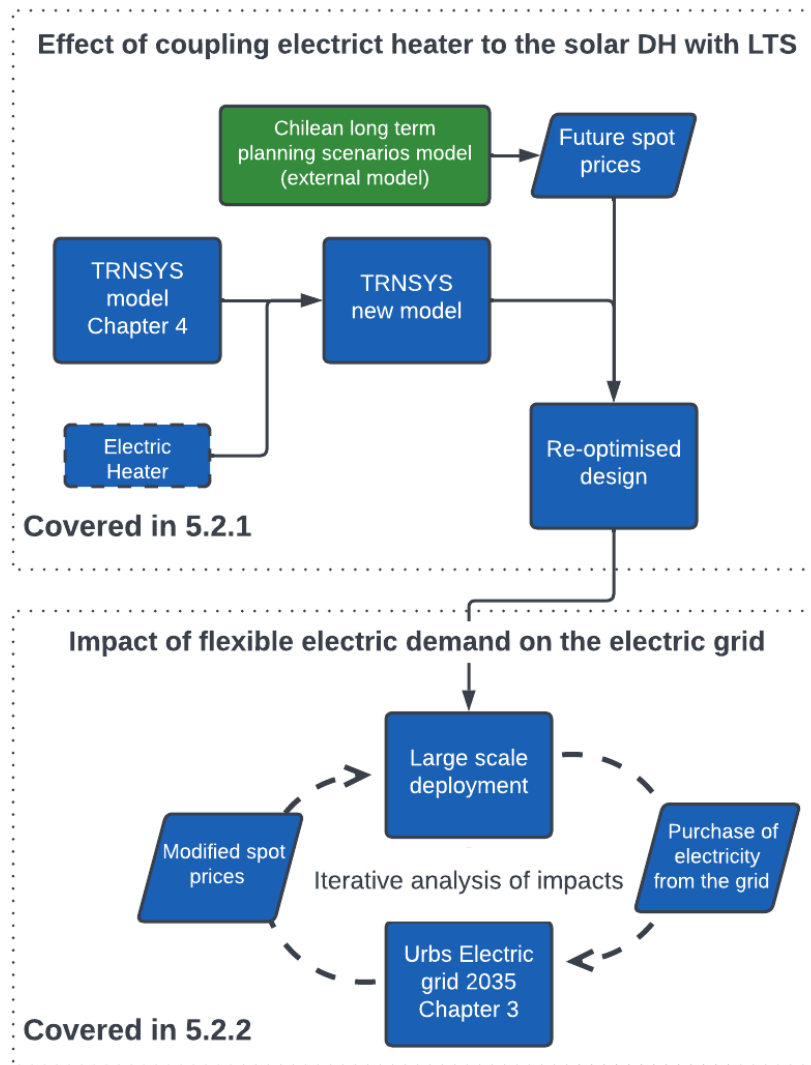 Effect of coupling electrict heater to the solar DH with LTS
Chilean long term
planning scenarios model
(external model)
Future spot
prices
TRNSYS
model
Chapter 4
TRNSYS
new model
Electric
Heater
Re-optimised
design
Covered in 5.2.1
Impact of flexible electric demand on the electric grid
Large scale
deployment
Modified spot
prices
Purchase of
electricity
from the grid
Iterative analysis of impacts
Urbs Electric
grid 2035
Chapter 3
Covered in 5.2.2